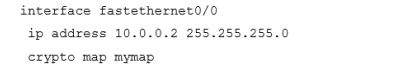 interface fastethernet0/0
ip address 10.0.0.2 255.255.255.0
crypto map mymap